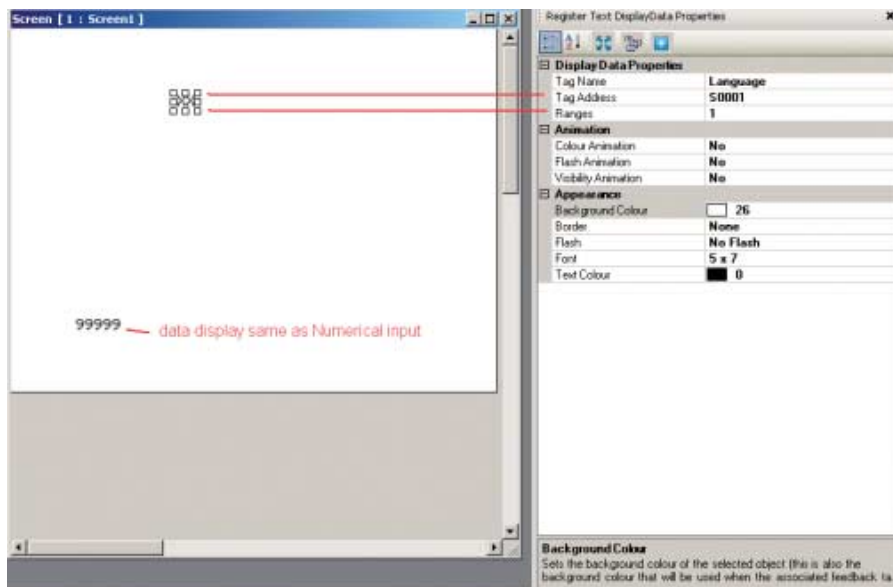 Screen [ 1 : Screen1 ]
99999
data display same as Numerical input
Register Text DisplayData Properties
Display Data Properties
Tag Name Language
Tag Address S0001
Ranges 1
Animation
Colour Animation No
Flash Animation No
Visibility Animation No
Appearance
Background Colour 26
Border None
Flash No Flash
Font 5 x 7
Text Colour 0
Background Colour
Sets the background colour of the selected object (this is also the
background colour that will be used when the associated feedback ta